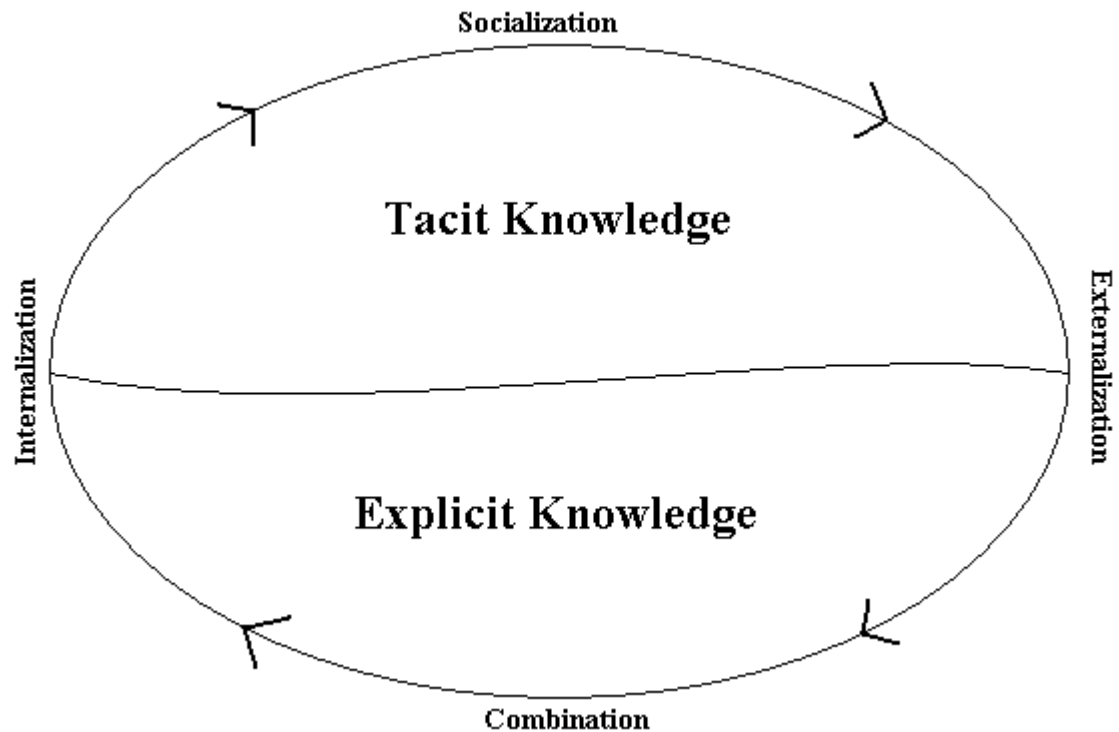 Socialization
Tacit Knowledge
Internalization
Externalization
Explicit Knowledge
Combination